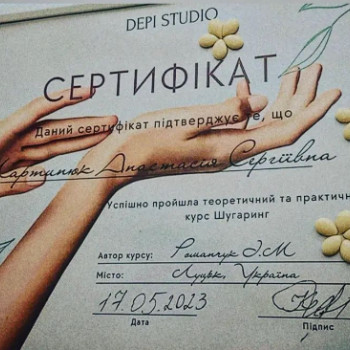 DEPI STUDIO
СЕРТИФІКАТ
Даний сертифікат підтверджує те, що
Мартинюк Анастасія Сергіївна
Успішно пройшла теоретичний та практичн
курс Шугаринг
Автор курсу: Романчук І.М
Місто: Луцьк, Україна
17.05.2023
Дата
Підпис